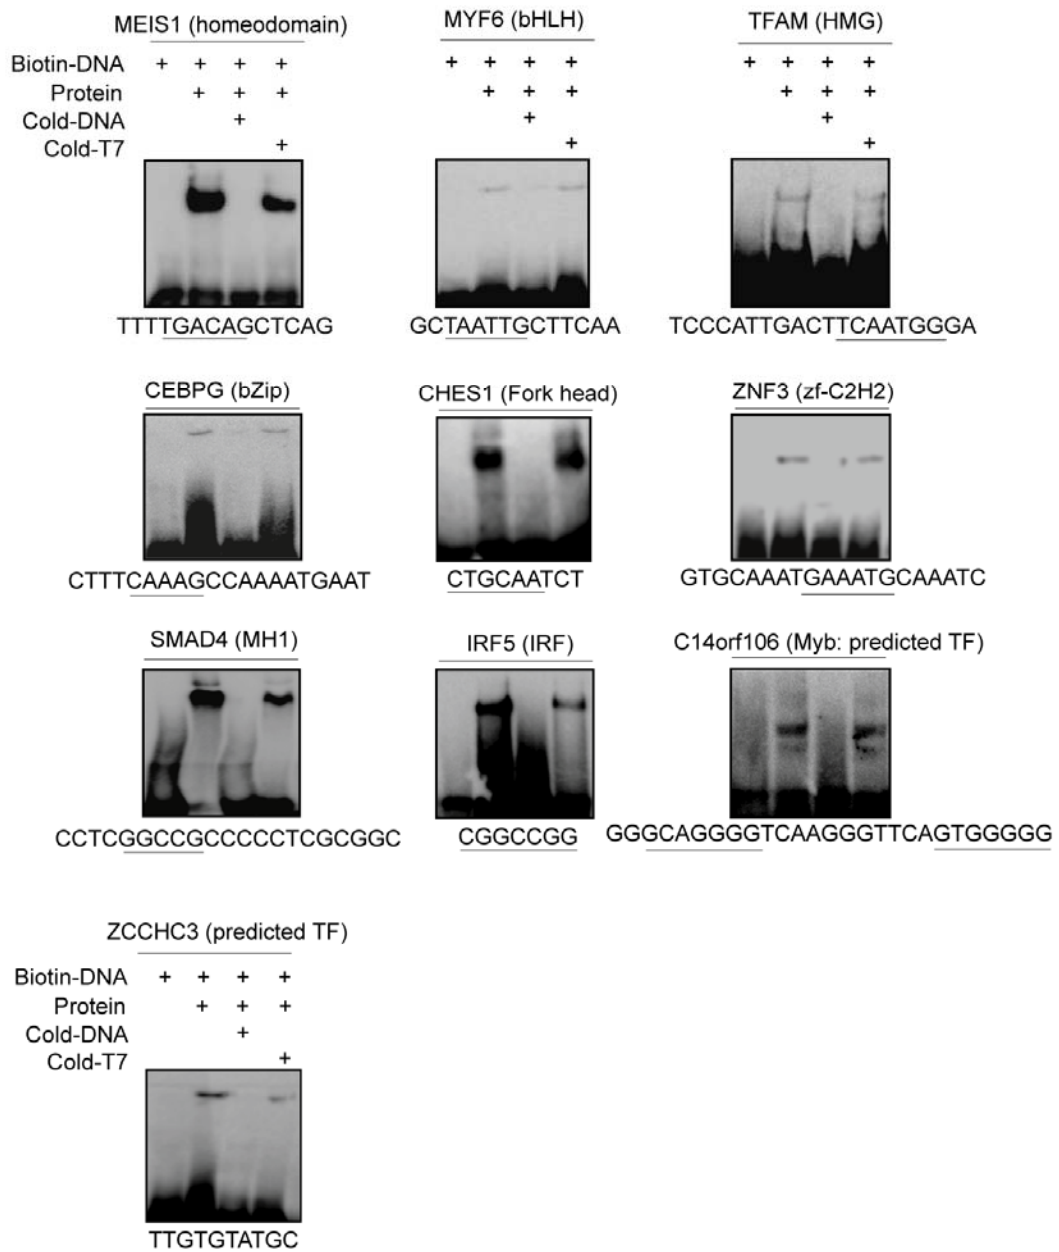 MEIS1 (homeodomain)
Biotin-DNA + + + +
Protein + + +
Cold-DNA +
Cold-T7 +
TTTTGACAGCTCAG
MYF6 (bHLH)
+ + + +
+ + +
+
+
GCTAATTGCTTCAA
TFAM (HMG)
+ + + +
+ + +
+
+
TCCCATTGACTTCAATGGGA
CEBPG (bZip)
CTTTCAAAGCCAAAATGAAT
CHES1 (Fork head)
CTGCAATCT
ZNF3 (zf-C2H2)
GTGCAAATGAAATGCAAATC
SMAD4 (MH1)
CCTCGGCCGCCCCCTCGCGGC
IRF5 (IRF)
CGGCCGG
C14orf106 (Myb: predicted TF)
GGGCAGGGGTCAAGGGTTCAGTGGGGG
ZCCHC3 (predicted TF)
Biotin-DNA + + + +
Protein + + +
Cold-DNA +
Cold-T7 +
TTGTGTATGC